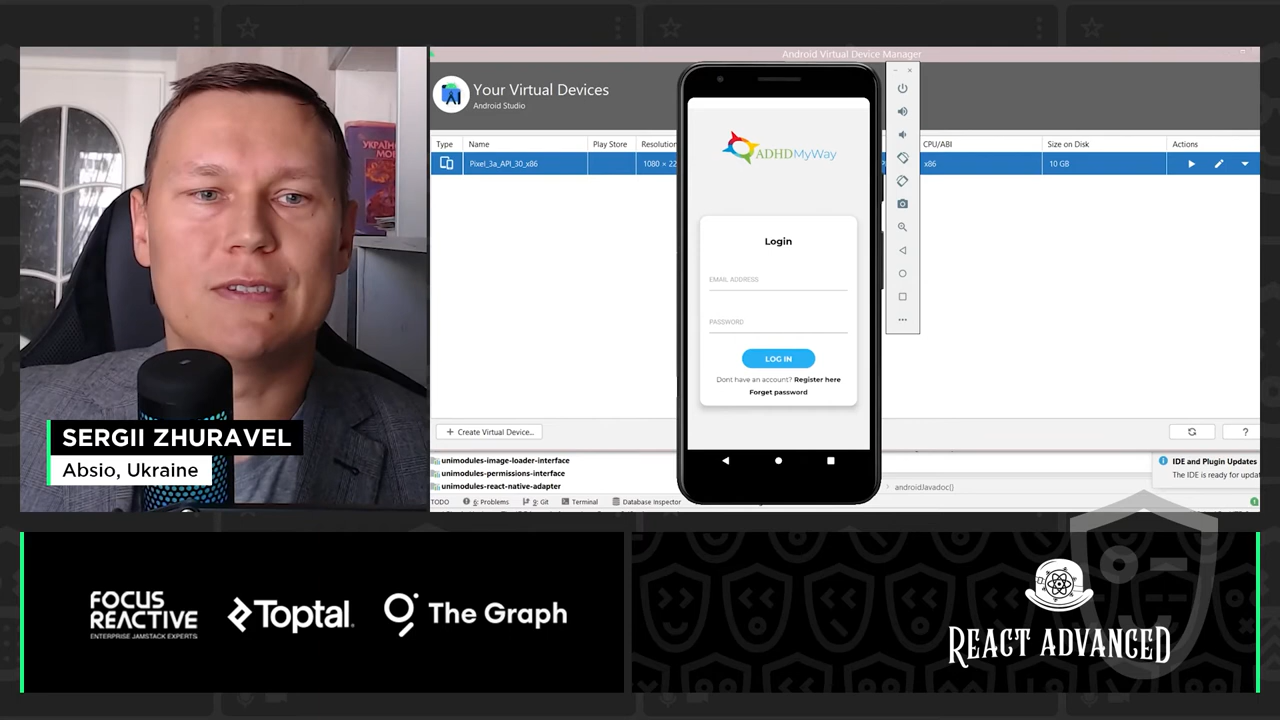 Android Virtual Device Manager
Your Virtual Devices
Android Studio
Type Name Play Store Resolution CPU/ABI Size on Disk Actions
Pixel_3a_API_30_x86 1080 × 22 x86 10 GB
ADHDMyWay
Login
EMAIL ADDRESS
PASSWORD
LOG IN
Dont have an account? Register here
Forget password
+ Create Virtual Device...
?
unimodules-image-loader-interface
unimodules-permissions-interface
unimodules-react-native-adapter
IDE and Plugin Updates
The IDE is ready for updat
androidJavadoc()
TODO 6: Problems 9: Git Terminal Database Inspector
УКРАЇНС
МО
SERGII ZHURAVEL
Absio, Ukraine
FOCUS
REACTIVE
ENTERPRISE JAMSTACK EXPERTS
Toptal
The Graph
REACT ADVANCED